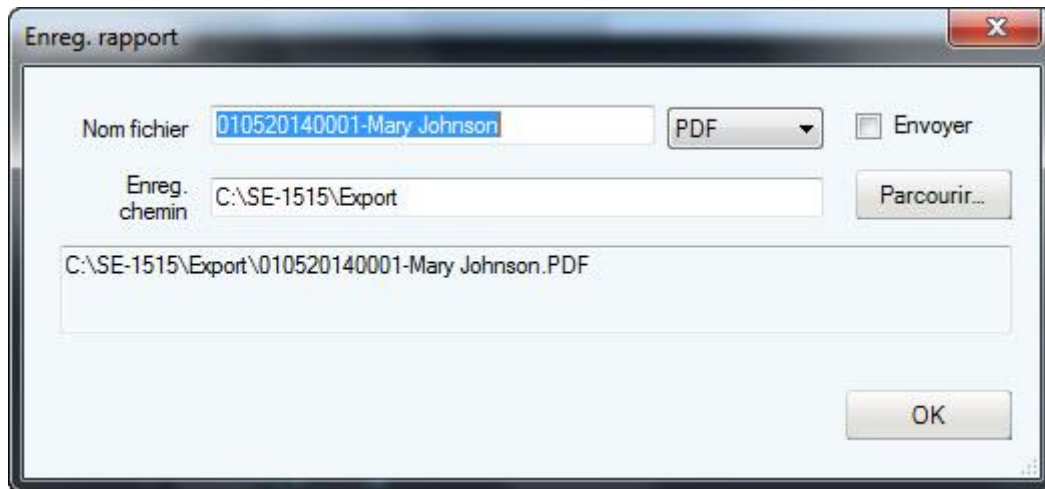 Enreg. rapport
Nom fichier 010520140001-Mary Johnson PDF Envoyer
Enreg.
chemin C:\SE-1515\Export Parcourir...
C:\SE-1515\Export\010520140001-Mary Johnson.PDF
OK